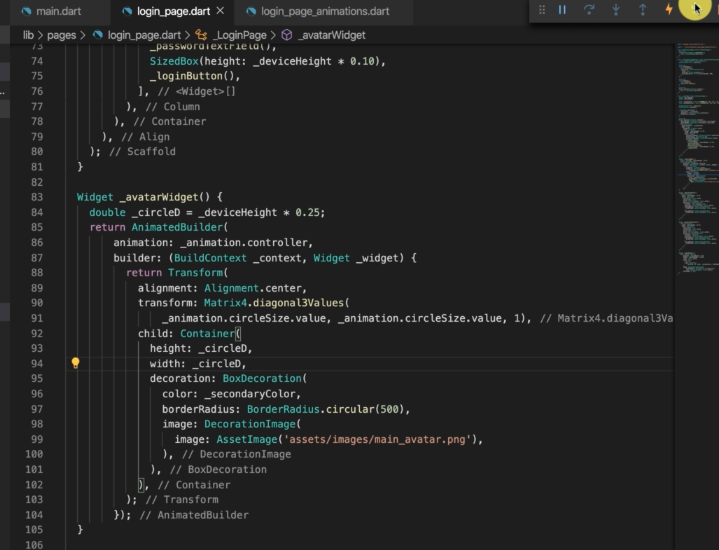 main.dart login_page.dart × login_page_animations.dart
lib > pages > login_page.dart > _LoginPage > _avatarWidget
73 _passwordTextField(),
74 SizedBox(height: _deviceHeight * 0.10),
75 _loginButton(),
76 ], // <Widget>[]
77 ), // Column
78 ), // Container
79 ), // Align
80 ); // Scaffold
81 }
82
83 Widget _avatarWidget() {
84 double _circleD = _deviceHeight * 0.25;
85 return AnimatedBuilder(
86 animation: _animation.controller,
87 builder: (BuildContext _context, Widget _widget) {
88 return Transform(
89 alignment: Alignment.center,
90 transform: Matrix4.diagonal3Values(
91 _animation.circleSize.value, _animation.circleSize.value, 1), // Matrix4.diagonal3Va
92 child: Container(
93 height: _circleD,
94 width: _circleD,
95 decoration: BoxDecoration(
96 color: _secondaryColor,
97 borderRadius: BorderRadius.circular(500),
98 image: DecorationImage(
99 image: AssetImage('assets/images/main_avatar.png'),
100 ), // DecorationImage
101 ), // BoxDecoration
102 ), // Container
103 ); // Transform
104 }); // AnimatedBuilder
105 }
106